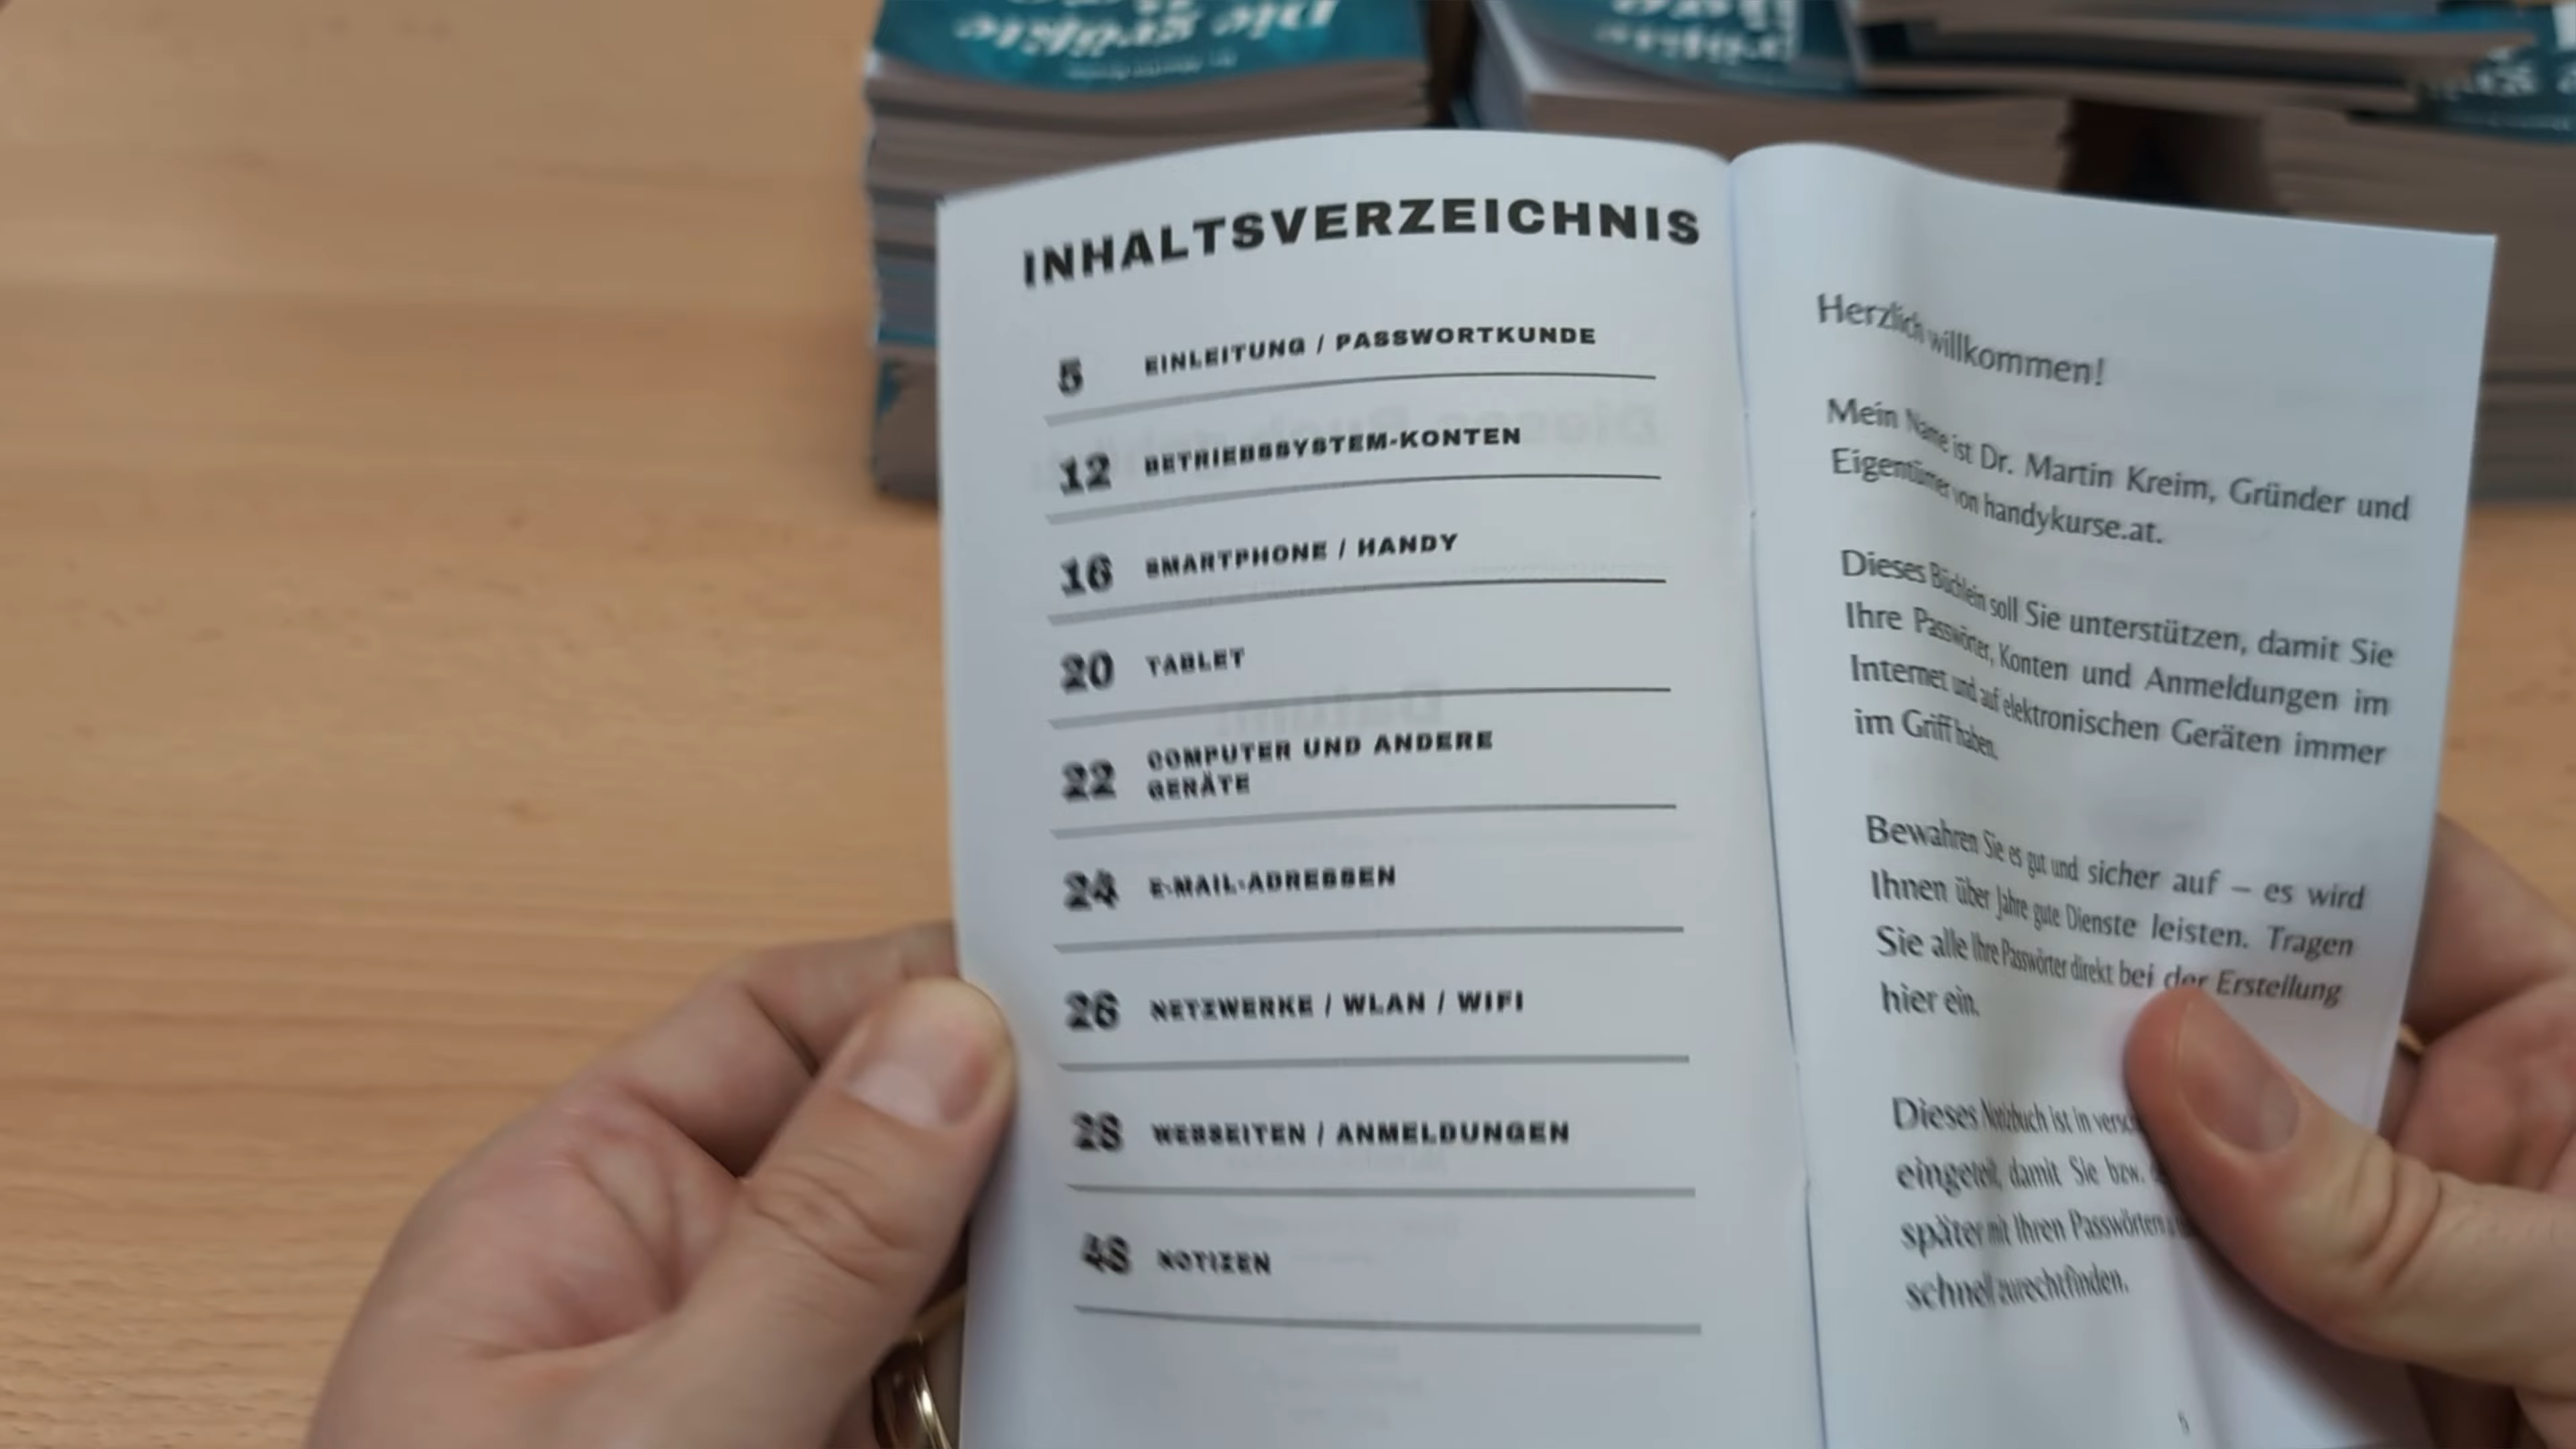 Die größte
größte
INHALTSVERZEICHNIS
5 EINLEITUNG / PASSWORTKUNDE
12 BETRIEBSSYSTEM-KONTEN
16 SMARTPHONE / HANDY
20 TABLET
22 COMPUTER UND ANDERE
GERÄTE
24 E-MAIL-ADRESSEN
26 NETZWERKE / WLAN / WIFI
28 WEBSEITEN / ANMELDUNGEN
48 NOTIZEN
Herzlich willkommen!
Mein Name ist Dr. Martin Kreim, Gründer und
Eigentümer von handykurse.at.
Dieses Büchlein soll Sie unterstützen, damit Sie
Ihre Passwörter, Konten und Anmeldungen im
Internet und auf elektronischen Geräten immer
im Griff haben.
Bewahren Sie es gut und sicher auf – es wird
Ihnen über Jahre gute Dienste leisten. Tragen
Sie alle Ihre Passwörter direkt bei der Erstellung
hier ein.
Dieses Notizbuch ist in
eingeteilt, damit Sie bzw.
später mit Ihren Passwörtern
schnell zurechtfinden.